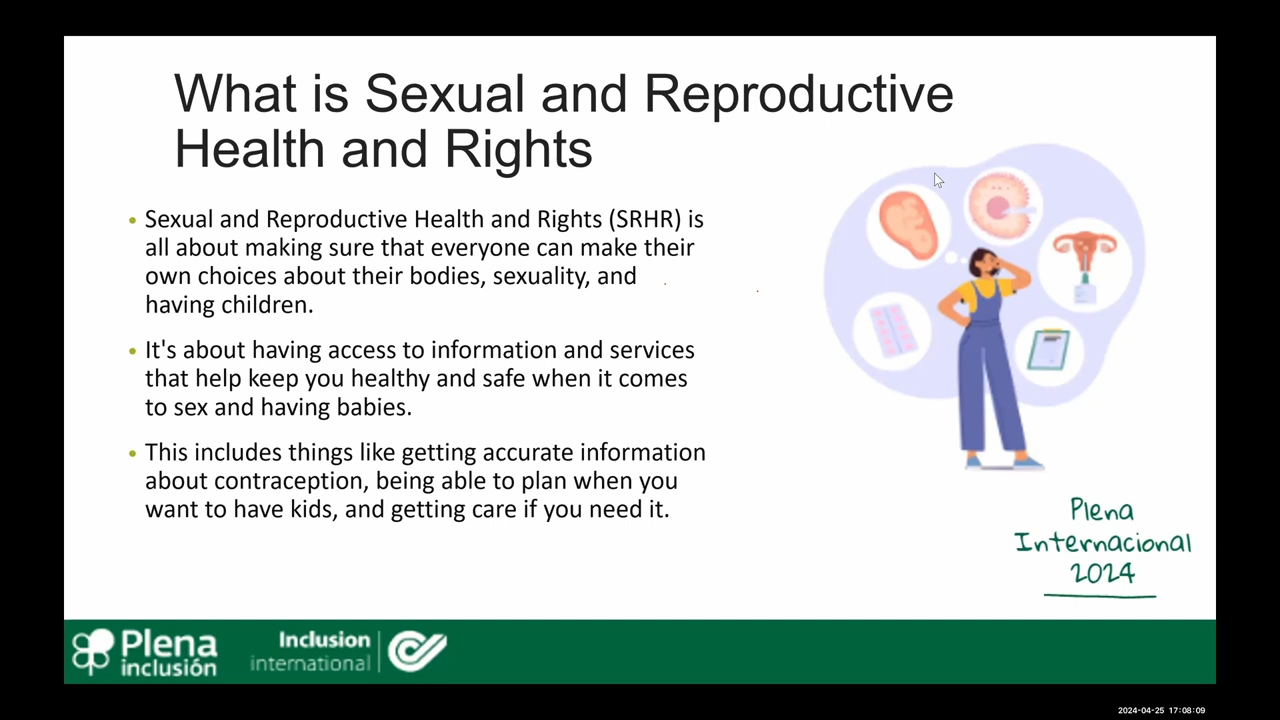 What is Sexual and Reproductive
Health and Rights
• Sexual and Reproductive Health and Rights (SRHR) is
all about making sure that everyone can make their
own choices about their bodies, sexuality, and
having children.
• It's about having access to information and services
that help keep you healthy and safe when it comes
to sex and having babies.
• This includes things like getting accurate information
about contraception, being able to plan when you
want to have kids, and getting care if you need it.
Plena
Internacional
2024
Plena
inclusión
Inclusion
international
2024-04-25 17:08:09